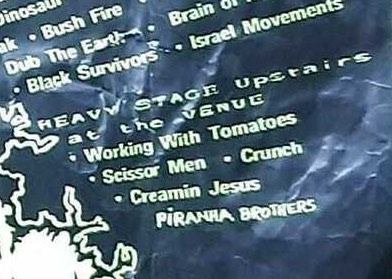 Dinosaur
• Bush Fire • Brain of
Dub The Earth • Israel Movements
• Black Survivors
HEAVY STAGE Upstairs
at the VENUE
• Working With Tomatoes
• Scissor Men • Crunch
• Creamin Jesus
PIRANHA BROTHERS